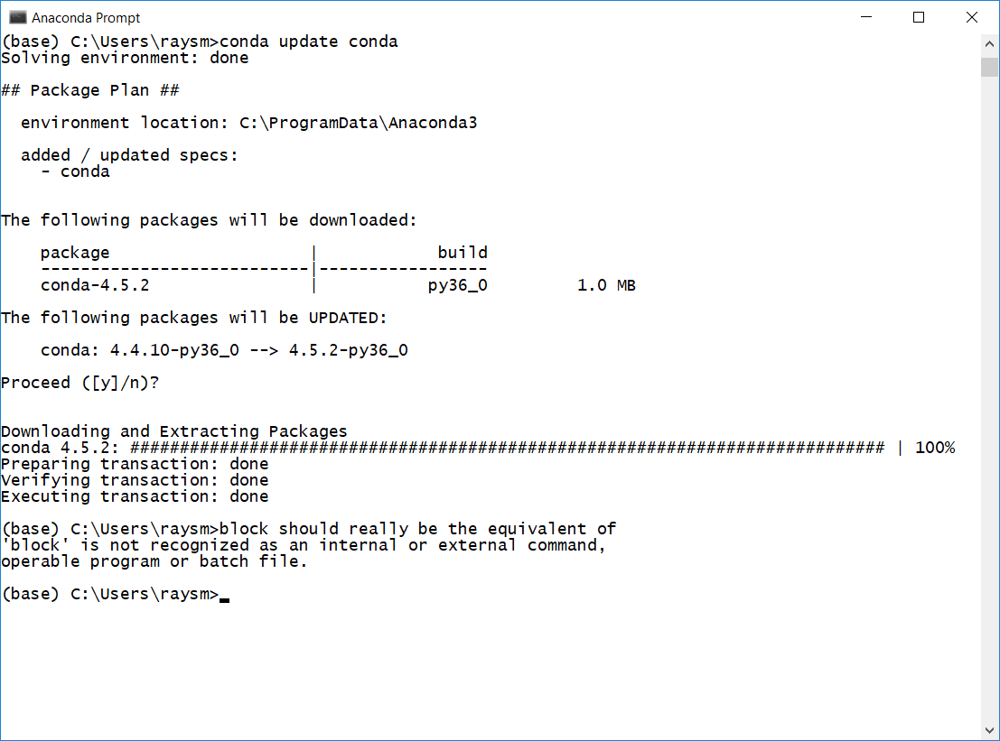 Anaconda Prompt
(base) C:\Users\raysm>conda update conda
Solving environment: done
## Package Plan ##
  environment location: C:\ProgramData\Anaconda3
  added / updated specs:
    - conda
The following packages will be downloaded:
    package                    |            build
    ---------------------------|-----------------
    conda-4.5.2                |           py36_0         1.0 MB
The following packages will be UPDATED:
    conda: 4.4.10-py36_0 --> 4.5.2-py36_0
Proceed ([y]/n)?
Downloading and Extracting Packages
conda 4.5.2: ############################################################################ | 100%
Preparing transaction: done
Verifying transaction: done
Executing transaction: done
(base) C:\Users\raysm>block should really be the equivalent of
'block' is not recognized as an internal or external command,
operable program or batch file.
(base) C:\Users\raysm>